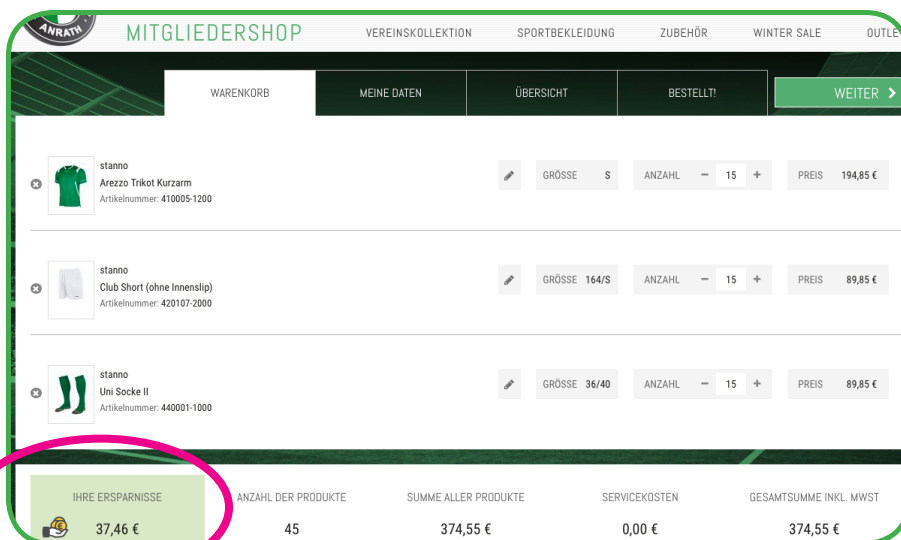 ANRATH
MITGLIEDERSHOP VEREINSKOLLEKTION SPORTBEKLEIDUNG ZUBEHÖR WINTER SALE OUTLE
WARENKORB MEINE DATEN ÜBERSICHT BESTELLT! WEITER
stanno
Arezzo Trikot Kurzarm GRÖSSE S ANZAHL − 15 + PREIS 194,85 €
Artikelnummer: 410005-1200
stanno
Club Short (ohne Innenslip) GRÖSSE 164/S ANZAHL − 15 + PREIS 89,85 €
Artikelnummer: 420107-2000
stanno
Uni Socke II GRÖSSE 36/40 ANZAHL − 15 + PREIS 89,85 €
Artikelnummer: 440001-1000
IHRE ERSPARNISSE ANZAHL DER PRODUKTE SUMME ALLER PRODUKTE SERVICEKOSTEN GESAMTSUMME INKL. MWST
37,46 € 45 374,55 € 0,00 € 374,55 €